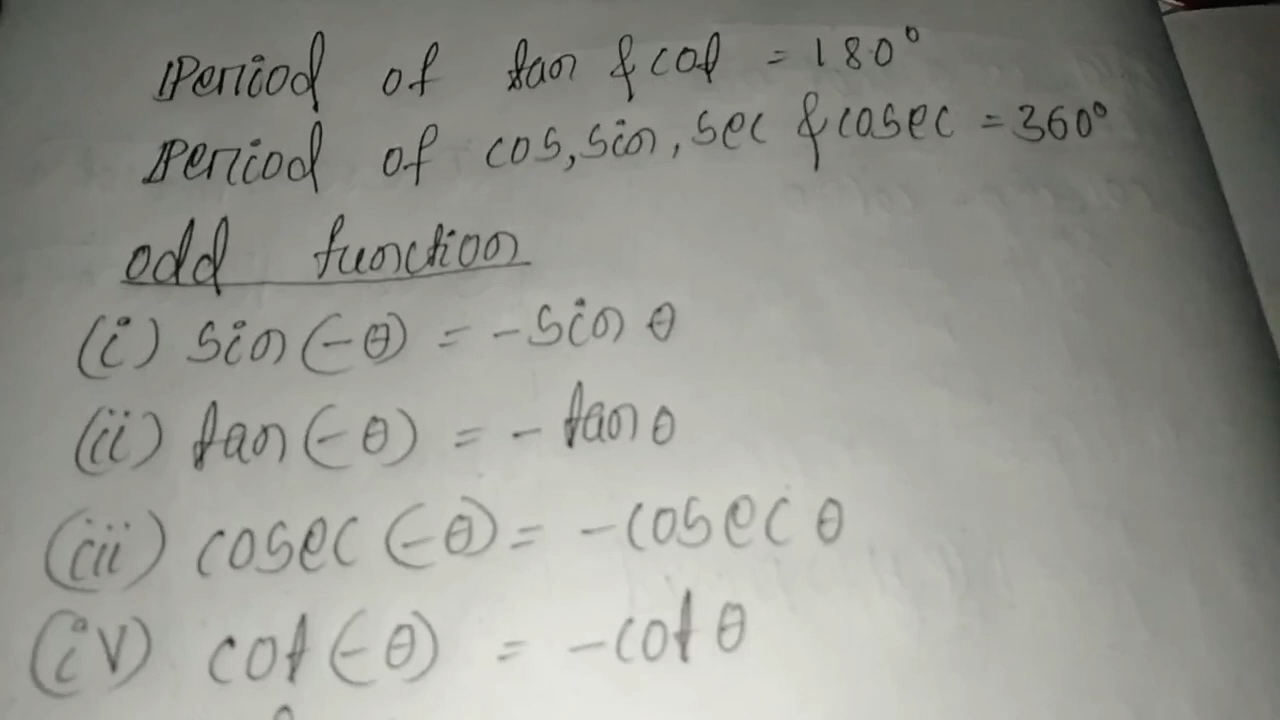 Period of tan & cot = 180°
Period of cos, sin, sec & cosec = 360°
odd function
(i) sin (-θ) = - sin θ
(ii) tan (-θ) = - tan θ
(iii) cosec (-θ) = - cosec θ
(iv) cot (-θ) = - cot θ